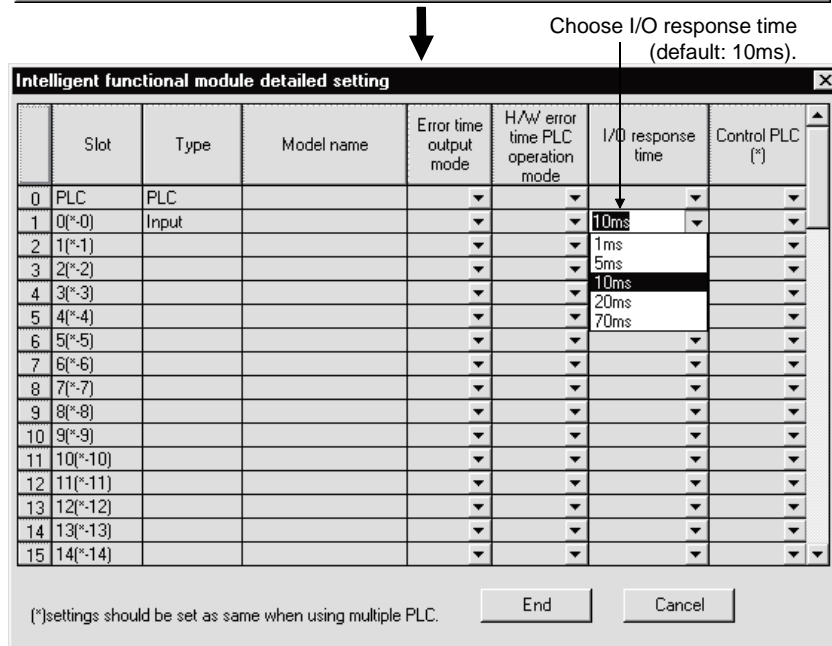 Choose I/O response time
(default: 10ms).
Intelligent functional module detailed setting
Slot Type Model name Error time output mode H/W error time PLC operation mode I/O response time Control PLC (*)
0 PLC PLC
1 0(*-0) Input 10ms
2 1(*-1) 1ms
3 2(*-2) 5ms
4 3(*-3) 10ms
20ms
5 4(*-4) 70ms
6 5(*-5)
7 6(*-6)
8 7(*-7)
9 8(*-8)
10 9(*-9)
11 10(*-10)
12 11(*-11)
13 12(*-12)
14 13(*-13)
15 14(*-14)
(*)settings should be set as same when using multiple PLC. End Cancel